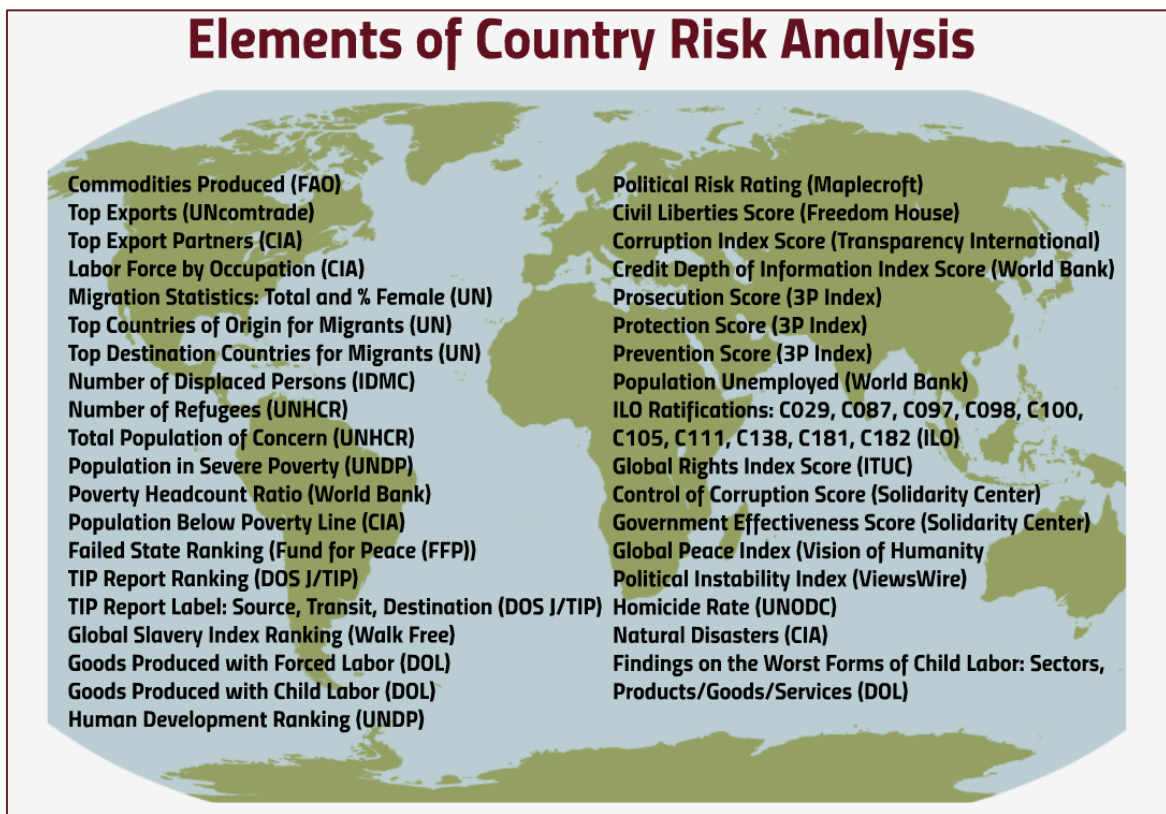 Elements of Country Risk Analysis
Commodities Produced (FAO)
Top Exports (UNcomtrade)
Top Export Partners (CIA)
Labor Force by Occupation (CIA)
Migration Statistics: Total and % Female (UN)
Top Countries of Origin for Migrants (UN)
Top Destination Countries for Migrants (UN)
Number of Displaced Persons (IDMC)
Number of Refugees (UNHCR)
Total Population of Concern (UNHCR)
Population in Severe Poverty (UNDP)
Poverty Headcount Ratio (World Bank)
Population Below Poverty Line (CIA)
Failed State Ranking (Fund for Peace (FFP))
TIP Report Ranking (DOS J/TIP)
TIP Report Label: Source, Transit, Destination (DOS J/TIP)
Global Slavery Index Ranking (Walk Free)
Goods Produced with Forced Labor (DOL)
Goods Produced with Child Labor (DOL)
Human Development Ranking (UNDP)
Political Risk Rating (Maplecroft)
Civil Liberties Score (Freedom House)
Corruption Index Score (Transparency International)
Credit Depth of Information Index Score (World Bank)
Prosecution Score (3P Index)
Protection Score (3P Index)
Prevention Score (3P Index)
Population Unemployed (World Bank)
ILO Ratifications: C029, C087, C097, C098, C100,
C105, C111, C138, C181, C182 (ILO)
Global Rights Index Score (ITUC)
Control of Corruption Score (Solidarity Center)
Government Effectiveness Score (Solidarity Center)
Global Peace Index (Vision of Humanity
Political Instability Index (ViewsWire)
Homicide Rate (UNODC)
Natural Disasters (CIA)
Findings on the Worst Forms of Child Labor: Sectors,
Products/Goods/Services (DOL)